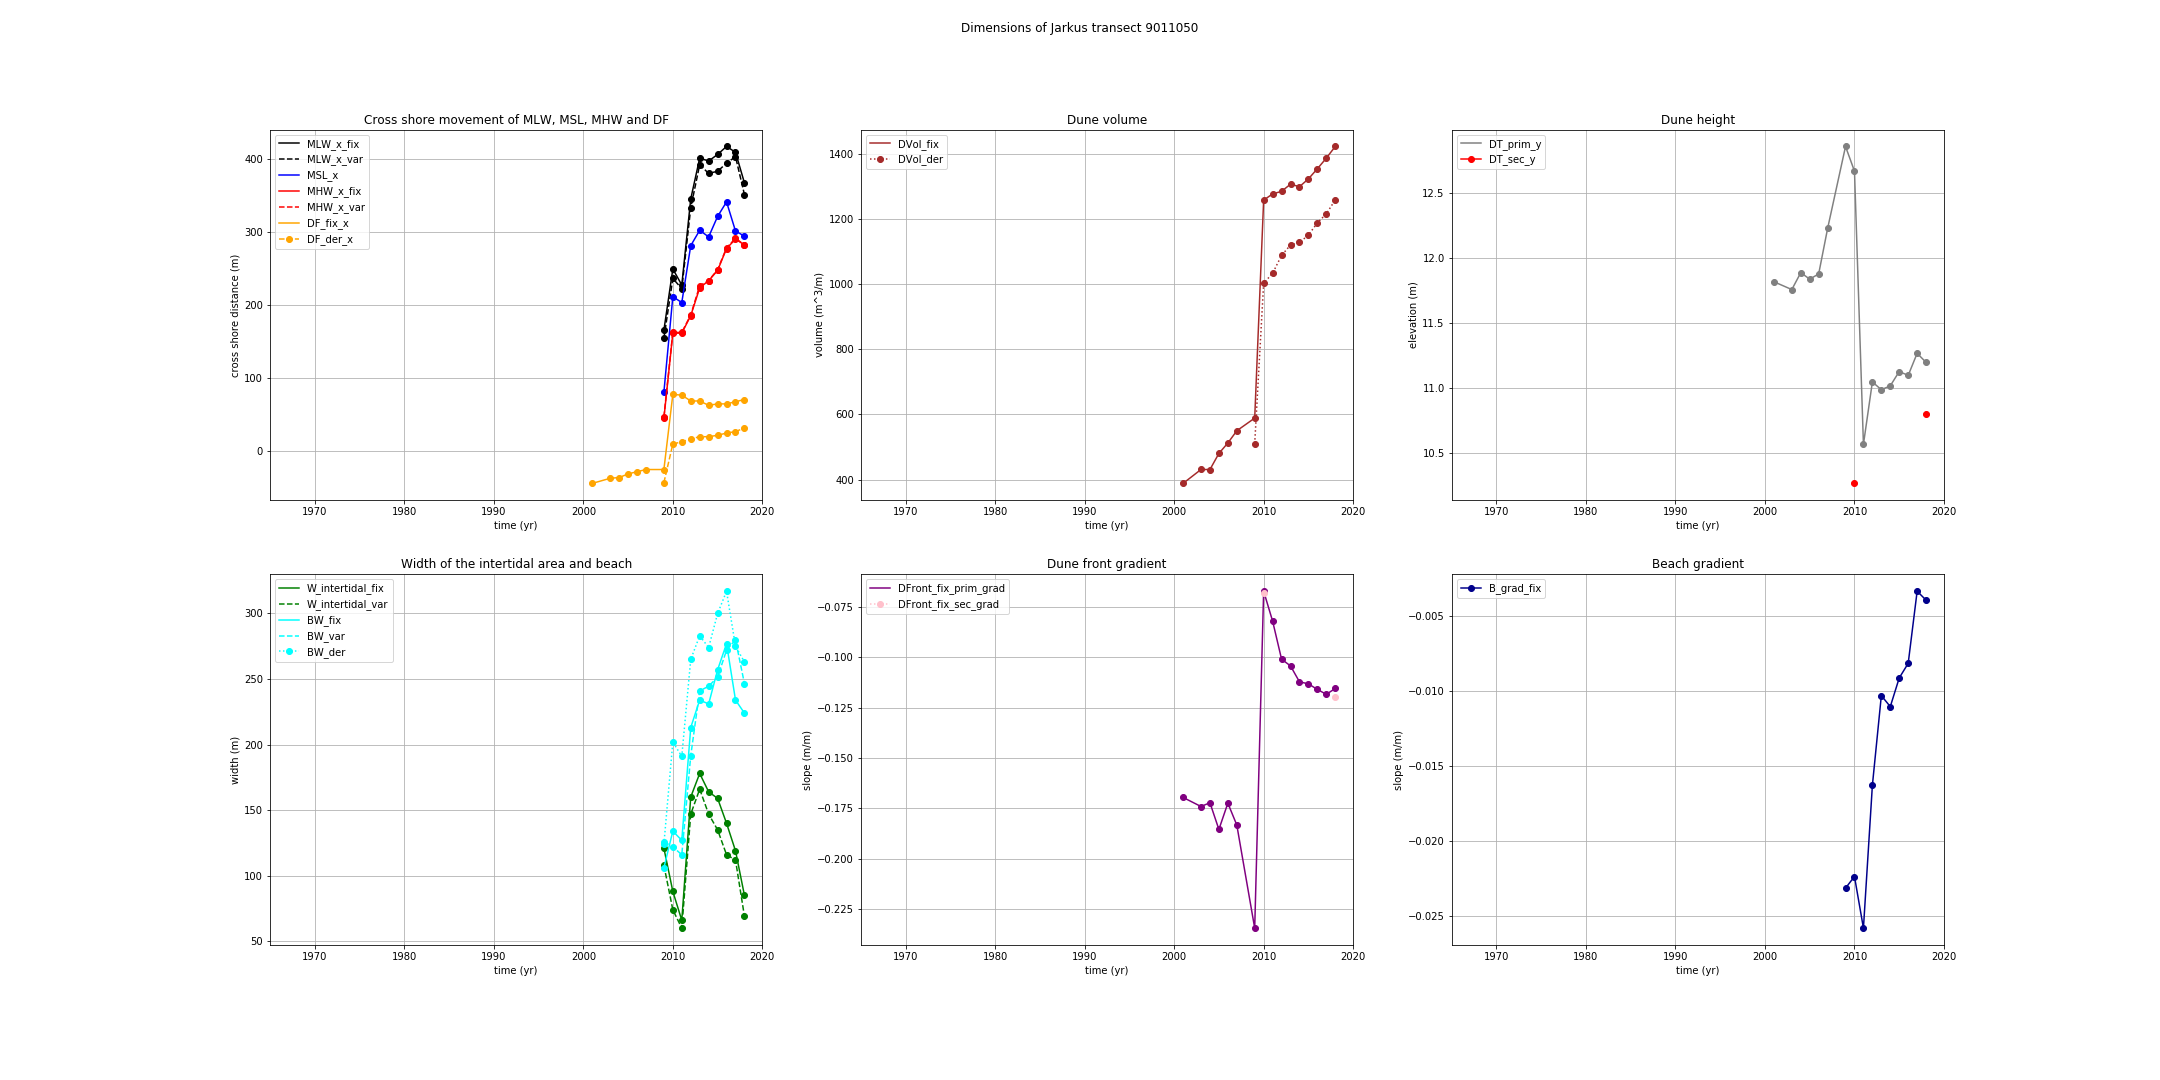 Dimensions of Jarkus transect 9011050
Cross shore movement of MLW, MSL, MHW and DF
MLW_x_fix
MLW_x_var
MSL_x
MHW_x_fix
MHW_x_var
DF_fix_x
DF_der_x
cross shore distance (m)
400
300
200
100
0
1970 1980 1990 2000 2010 2020
time (yr)
Dune volume
DVol_fix
DVol_der
volume (m^3/m)
1400
1200
1000
800
600
400
1970 1980 1990 2000 2010 2020
time (yr)
Dune height
DT_prim_y
DT_sec_y
elevation (m)
12.5
12.0
11.5
11.0
10.5
1970 1980 1990 2000 2010 2020
time (yr)
Width of the intertidal area and beach
W_intertidal_fix
W_intertidal_var
BW_fix
BW_var
BW_der
width (m)
300
250
200
150
100
50
1970 1980 1990 2000 2010 2020
time (yr)
Dune front gradient
DFront_fix_prim_grad
DFront_fix_sec_grad
slope (m/m)
−0.075
−0.100
−0.125
−0.150
−0.175
−0.200
−0.225
1970 1980 1990 2000 2010 2020
time (yr)
Beach gradient
B_grad_fix
slope (m/m)
−0.005
−0.010
−0.015
−0.020
−0.025
1970 1980 1990 2000 2010 2020
time (yr)